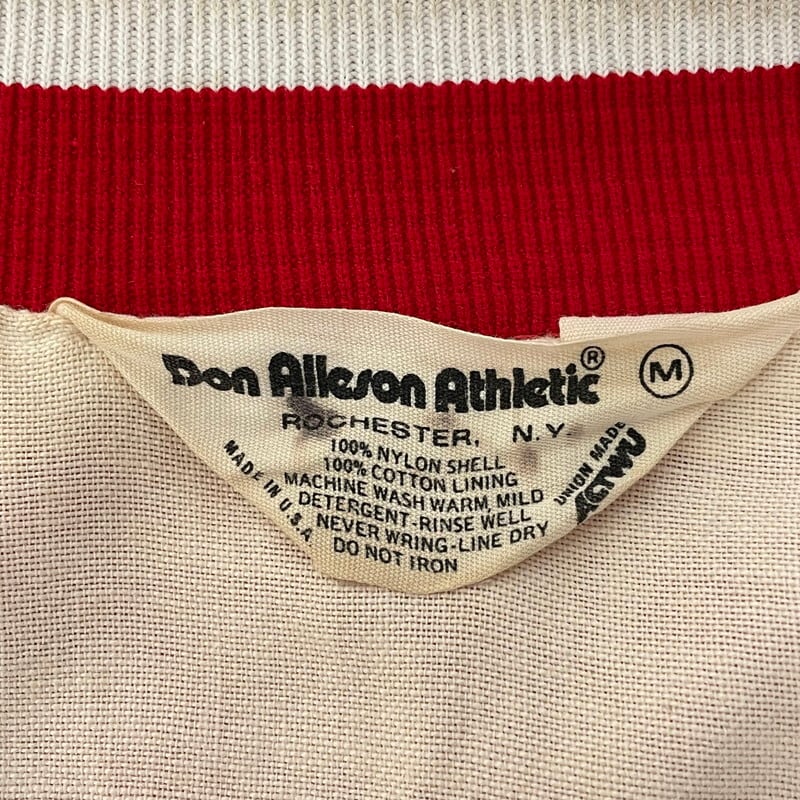 Don Alleson Athletic®
M
ROCHESTER, N.Y.
100% NYLON SHELL
100% COTTON LINING
MACHINE WASH WARM, MILD
DETERGENT-RINSE WELL
NEVER WRING-LINE DRY
DO NOT IRON
MADE IN U.S.A
UNION MADE
ACTWU